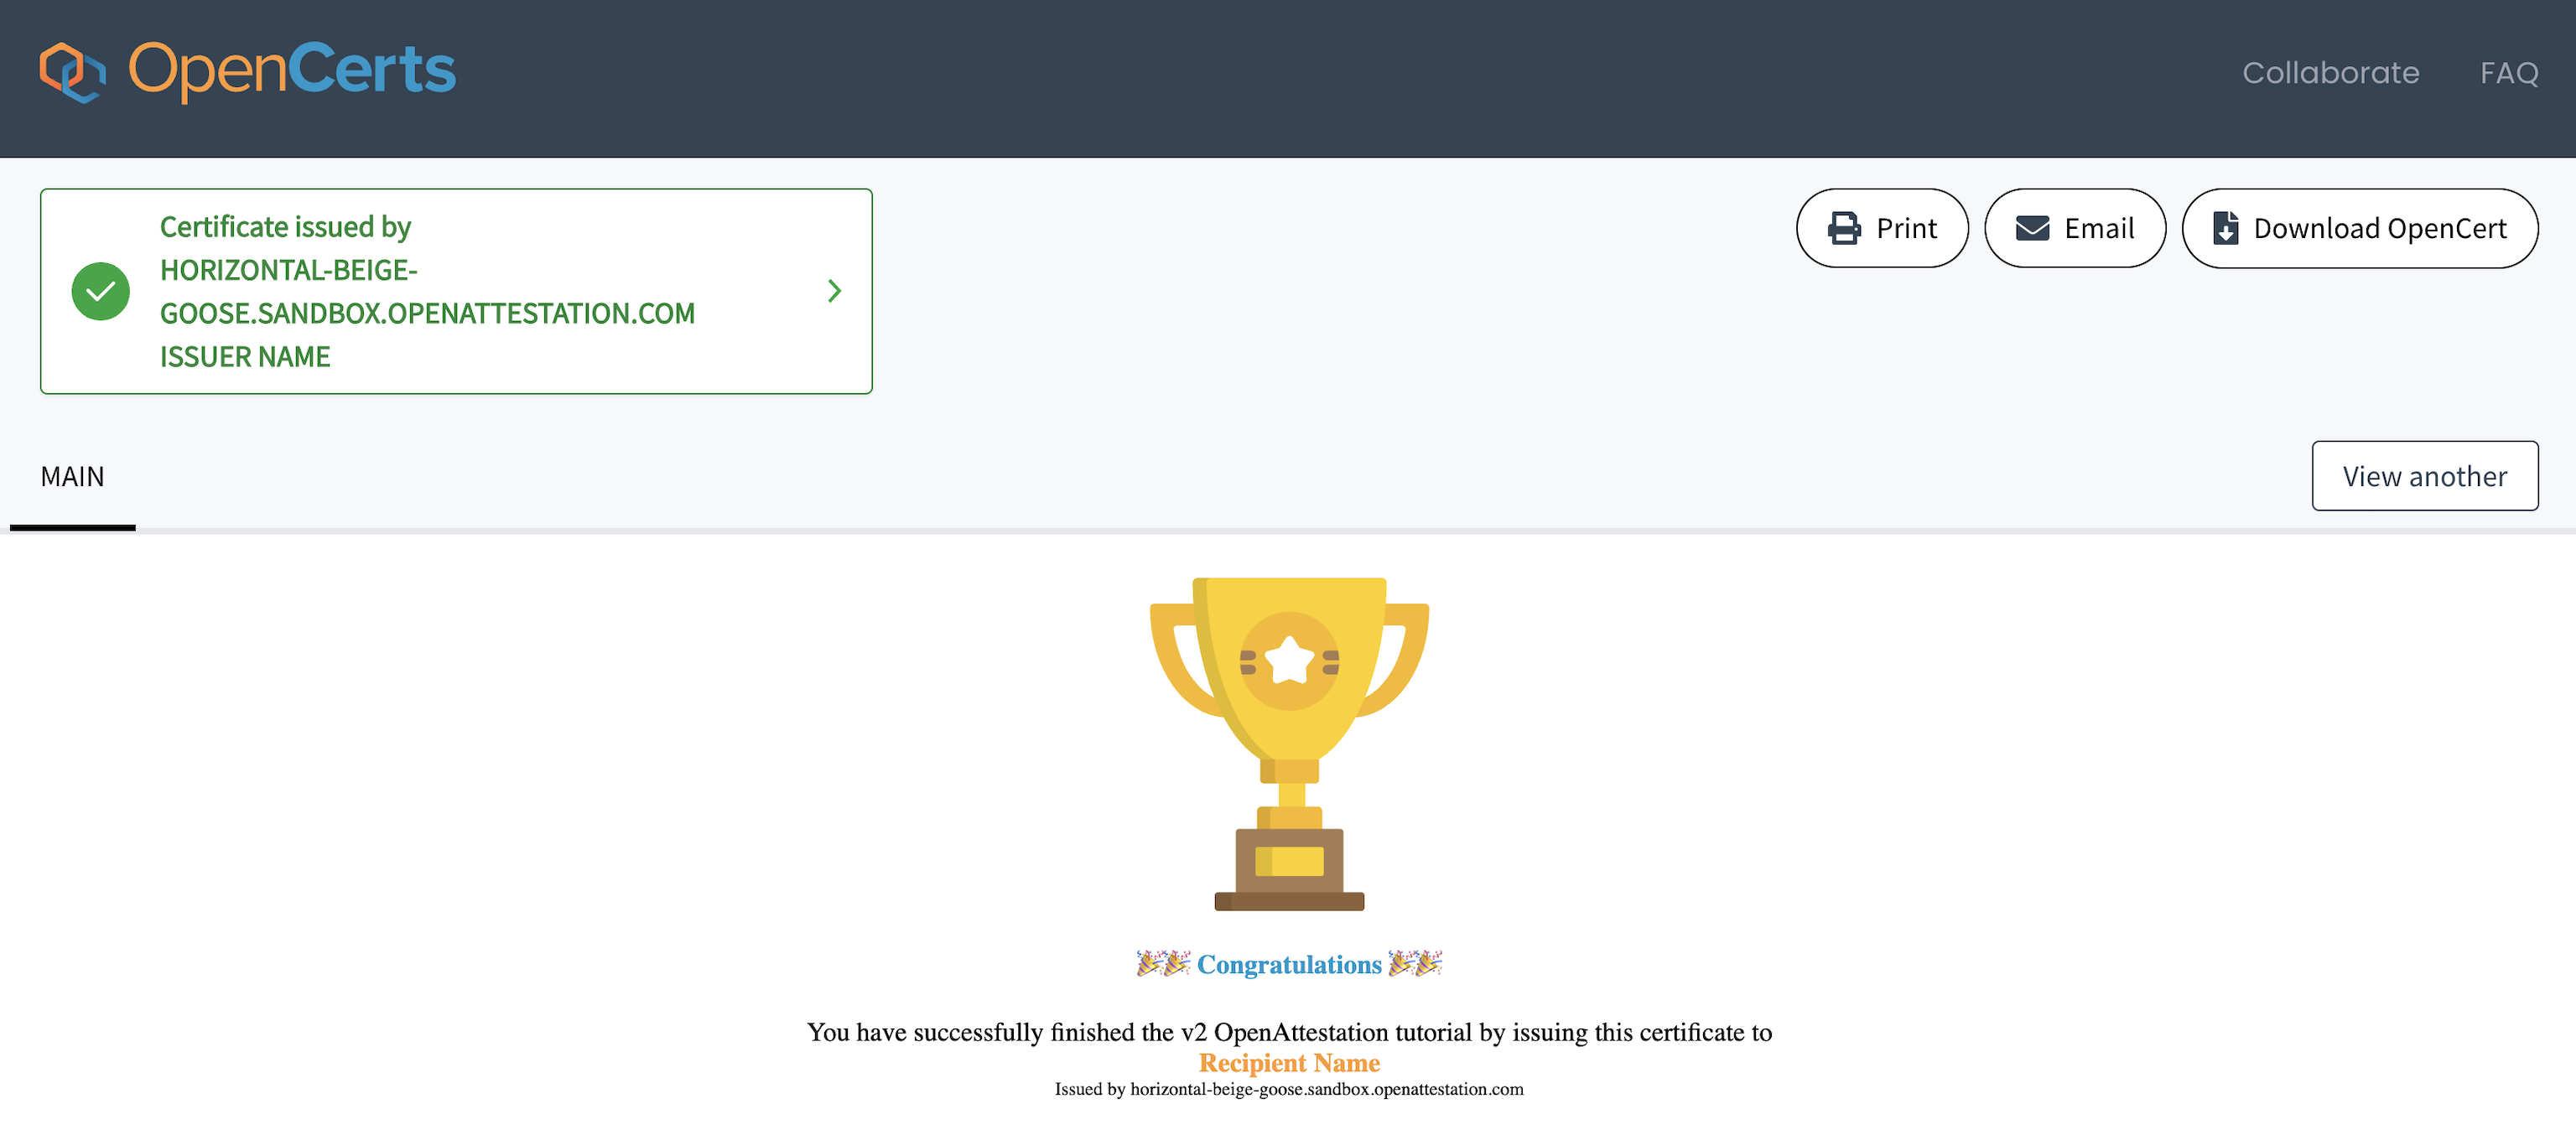 OpenCerts
Collaborate
FAQ
Certificate issued by
HORIZONTAL-BEIGE-
GOOSE.SANDBOX.OPENATTESTATION.COM
ISSUER NAME
Print
Email
Download OpenCert
MAIN
View another
🎉🎉 Congratulations 🎉🎉
You have successfully finished the v2 OpenAttestation tutorial by issuing this certificate to
Recipient Name
Issued by horizontal-beige-goose.sandbox.openattestation.com